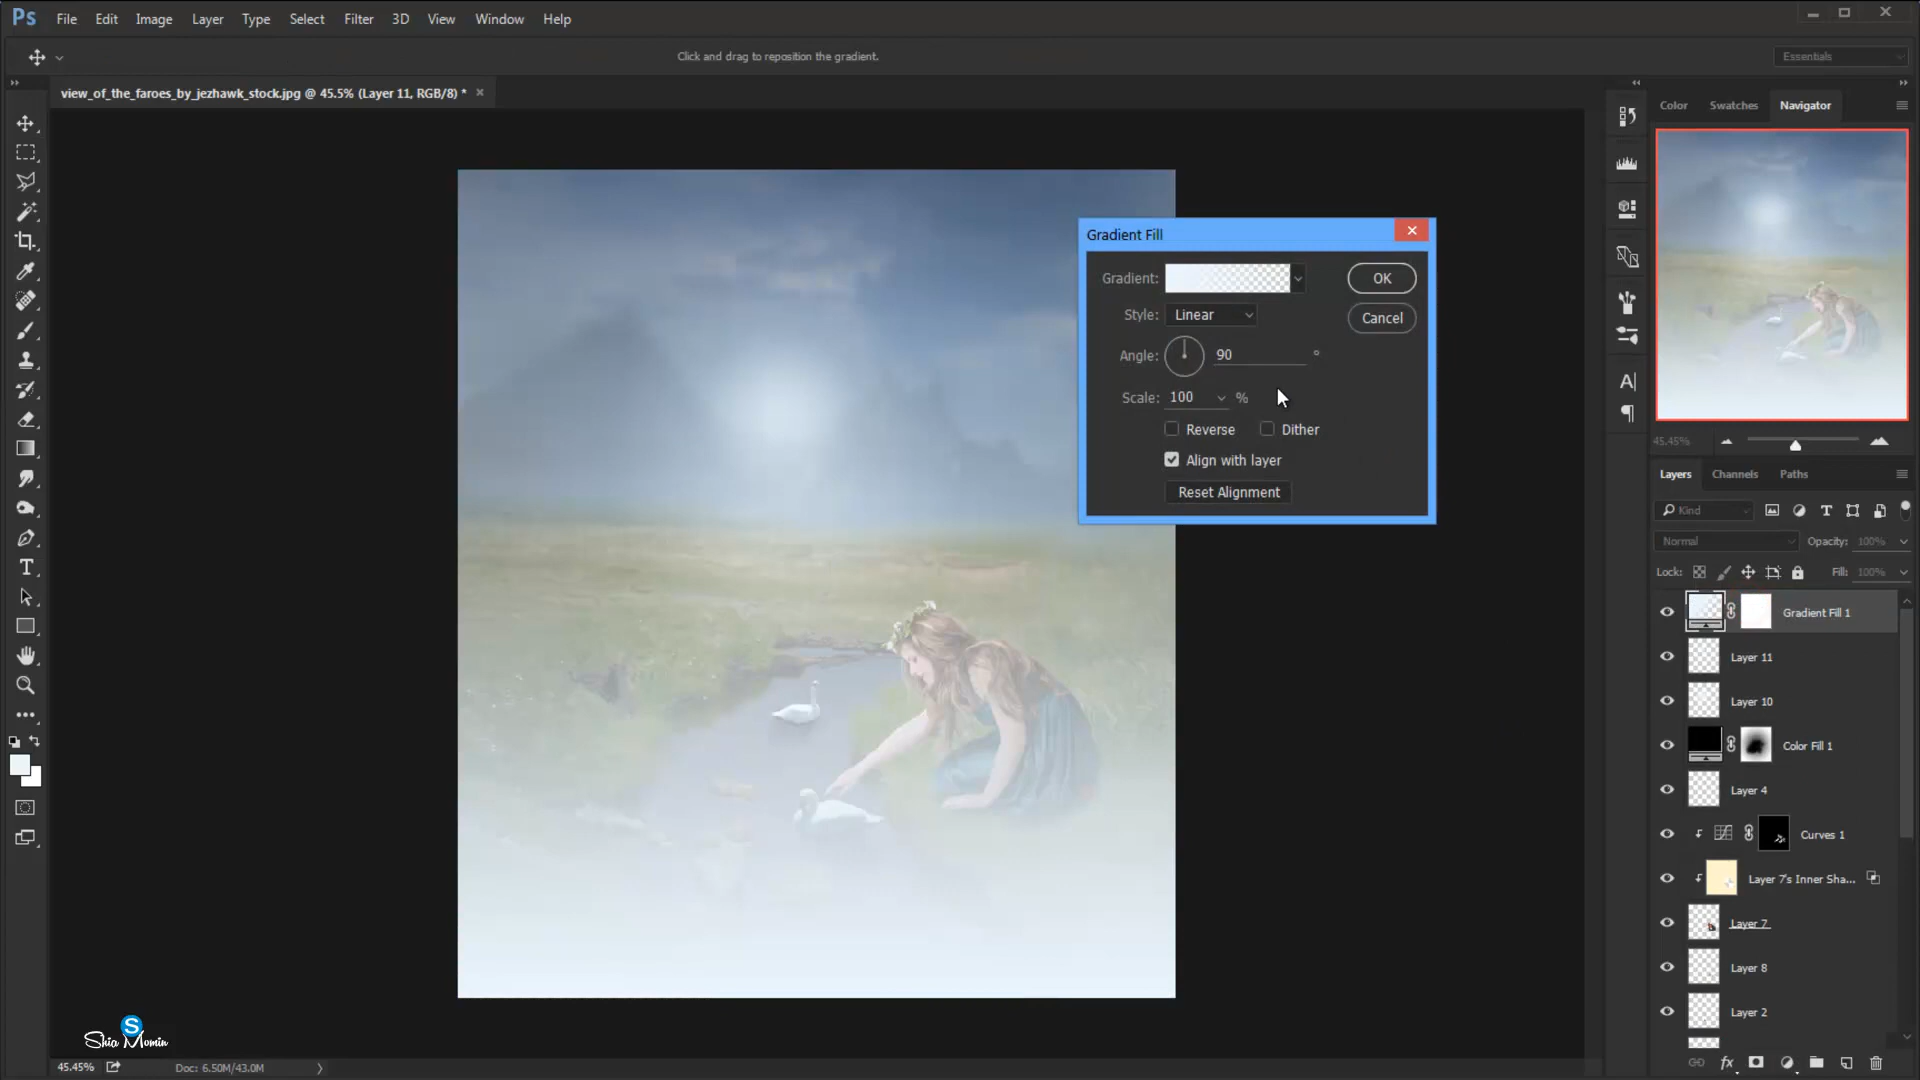 Ps File Edit Image Layer Type Select Filter 3D View Window Help
Click and drag to reposition the gradient.
Essentials
view_of_the_faroes_by_jezhawk_stock.jpg @ 45.5% (Layer 11, RGB/8) *
Color Swatches Navigator
Gradient Fill
Gradient:
OK
Style: Linear
Cancel
Angle: 90 °
Scale: 100 %
Reverse Dither
Align with layer
Reset Alignment
45.45%
Layers Channels Paths
Kind
Normal Opacity: 100%
Lock: Fill: 100%
Gradient Fill 1
Layer 11
Layer 10
Color Fill 1
Layer 4
Curves 1
Layer 7's Inner Sha...
Layer 7
Layer 8
Layer 2
fx
S
Shia Momin
45.45% Doc: 6.50M/43.0M